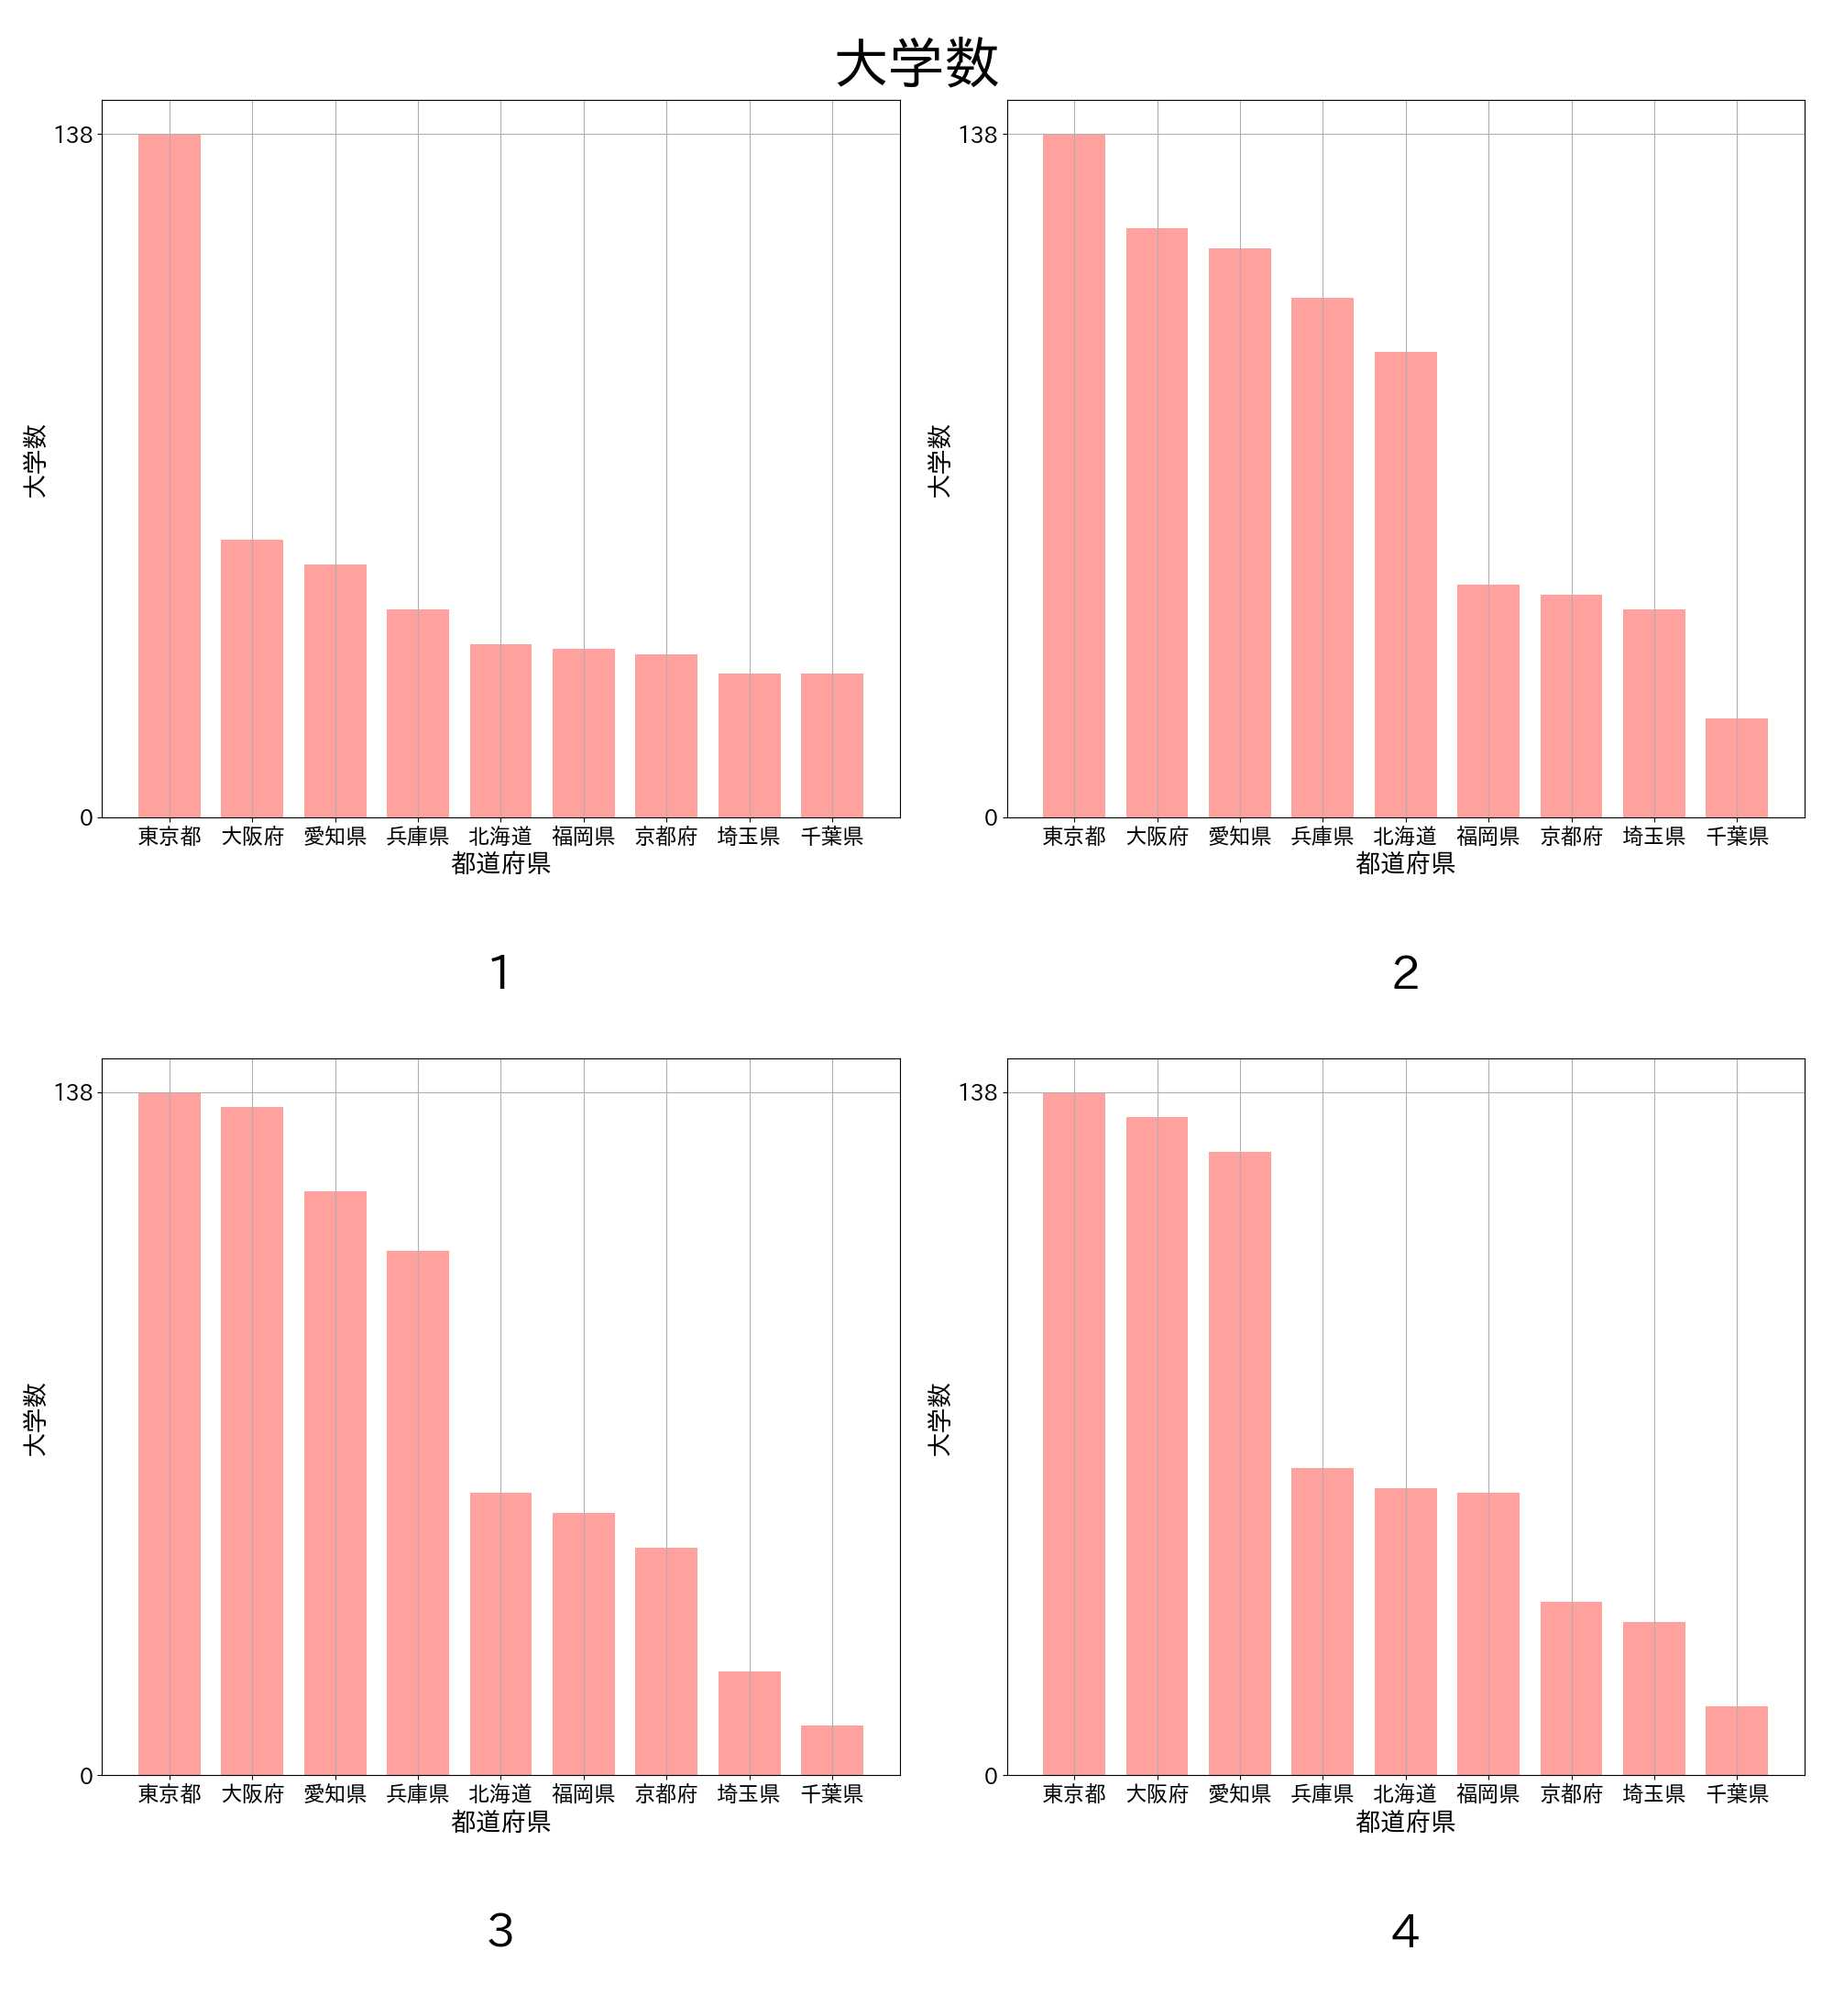 大学数
138
0
大学数
東京都 大阪府 愛知県 兵庫県 北海道 福岡県 京都府 埼玉県 千葉県
都道府県
1
138
0
大学数
東京都 大阪府 愛知県 兵庫県 北海道 福岡県 京都府 埼玉県 千葉県
都道府県
2
138
0
大学数
東京都 大阪府 愛知県 兵庫県 北海道 福岡県 京都府 埼玉県 千葉県
都道府県
3
138
0
大学数
東京都 大阪府 愛知県 兵庫県 北海道 福岡県 京都府 埼玉県 千葉県
都道府県
4